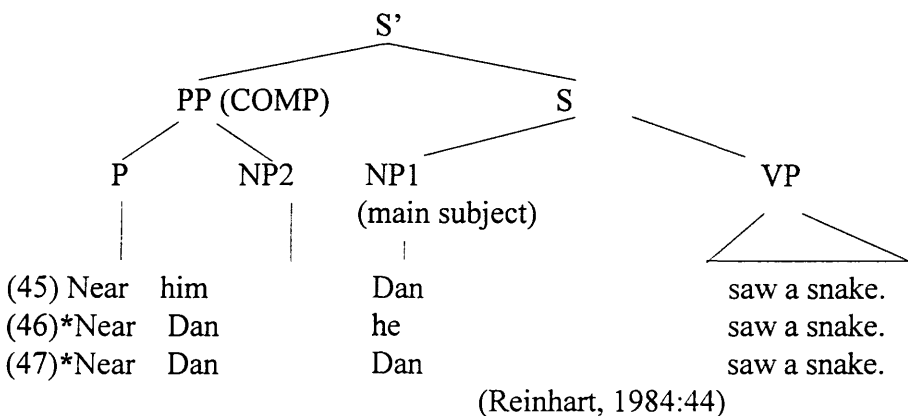 S’
PP (COMP) S
P NP2 NP1 VP
(main subject)
(45) Near him Dan saw a snake.
(46)*Near Dan he saw a snake.
(47)*Near Dan Dan saw a snake.
(Reinhart, 1984:44)